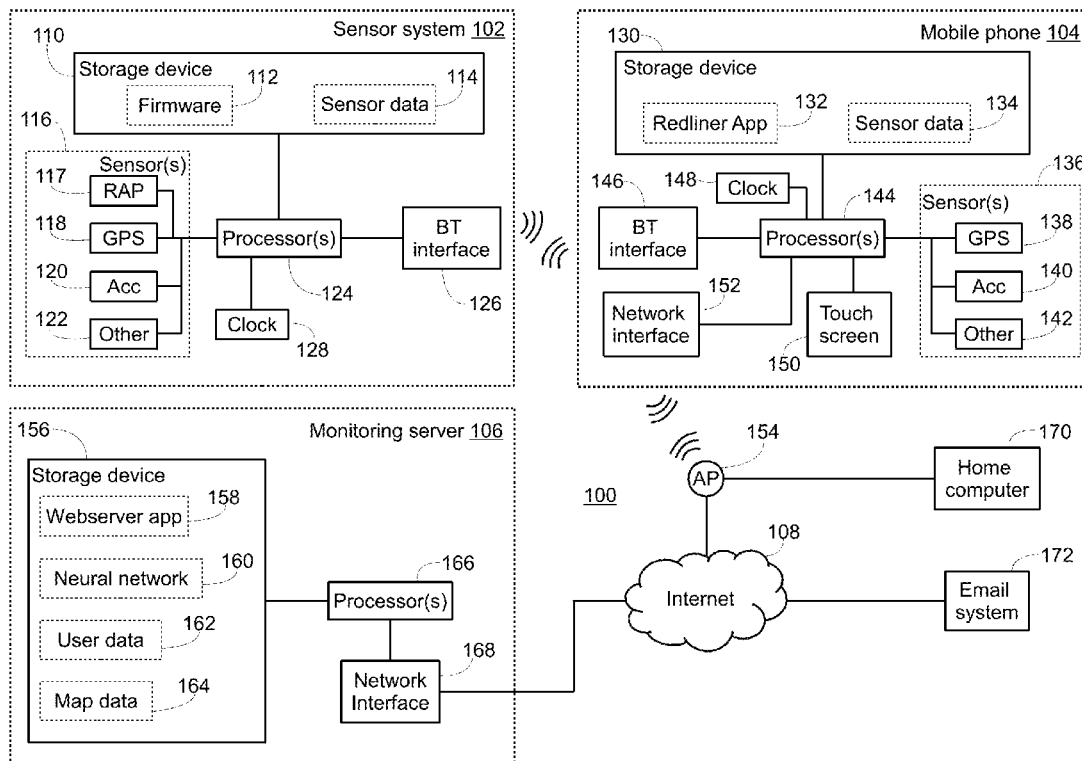 110
Sensor system 102
Storage device
112
114
Firmware
Sensor data
116
Sensor(s)
117
RAP
118
GPS
120
Acc
122
Other
Processor(s)
124
BT
interface
126
Clock
128
130
Mobile phone 104
Storage device
132
134
Redliner App
Sensor data
136
146
148
Clock
144
Sensor(s)
BT
interface
Processor(s)
GPS
138
152
Acc
140
Network
interface
Touch
screen
150
Other
142
156
Monitoring server 106
Storage device
158
Webserver app
160
Neural network
162
User data
164
Map data
166
Processor(s)
168
Network
Interface
154
AP
100
170
Home
computer
108
Internet
172
Email
system